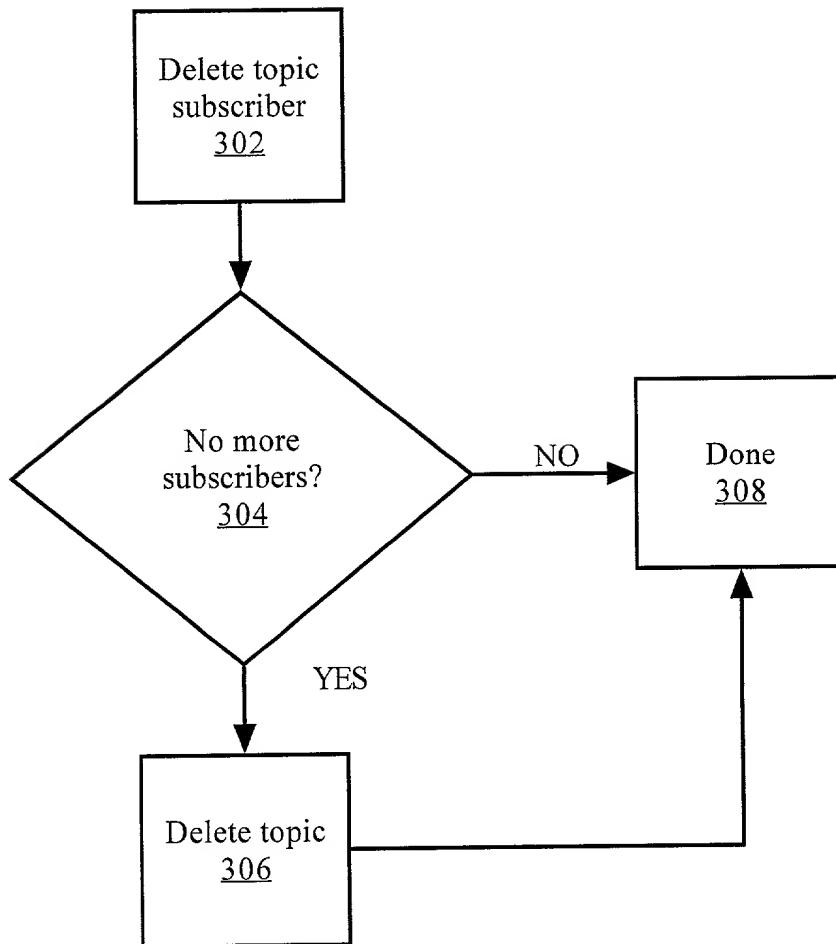 Delete topic
subscriber
302
No more
subscribers?
304
NO
Done
308
YES
Delete topic
306